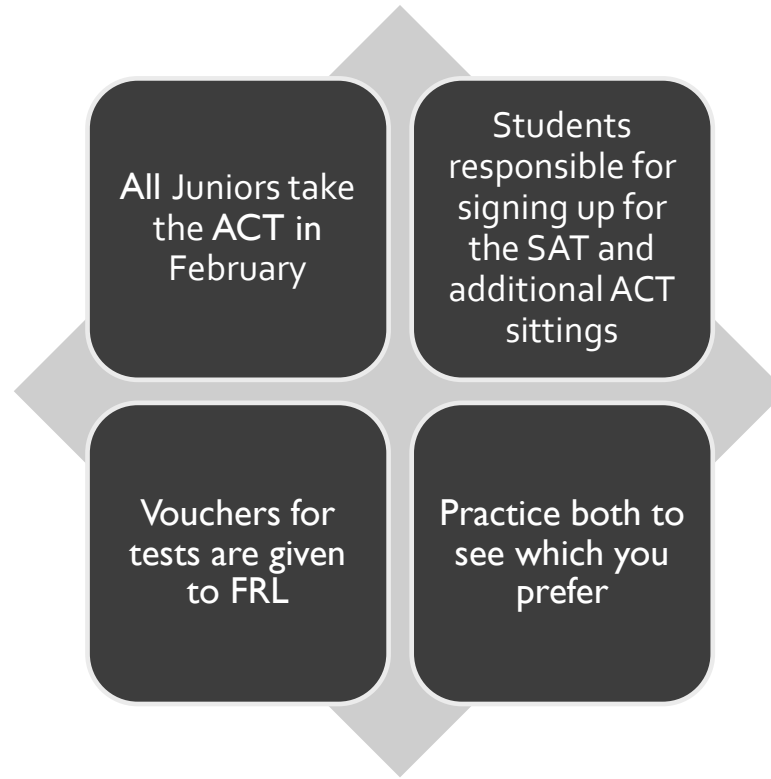 All Juniors take
the ACT in
February
Students
responsible for
signing up for
the SAT and
additional ACT
sittings
Vouchers for
tests are given
to FRL
Practice both to
see which you
prefer